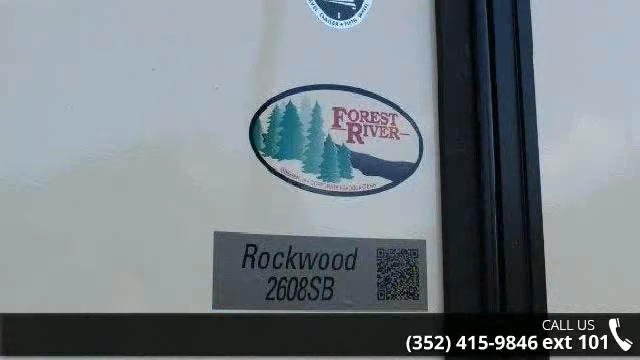 FOREST
RIVER
Rockwood
2608SB
CALL US
(352) 415-9846 ext 101